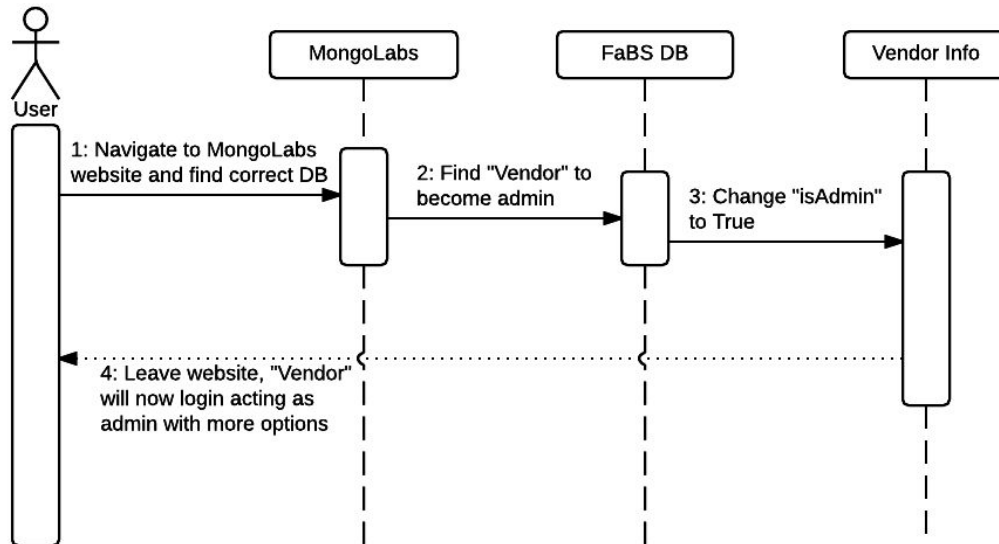 MongoLabs
FaBS DB
Vendor Info
User
1: Navigate to MongoLabs
website and find correct DB
2: Find "Vendor" to
become admin
3: Change "isAdmin"
to True
4: Leave website, "Vendor"
will now login acting as
admin with more options